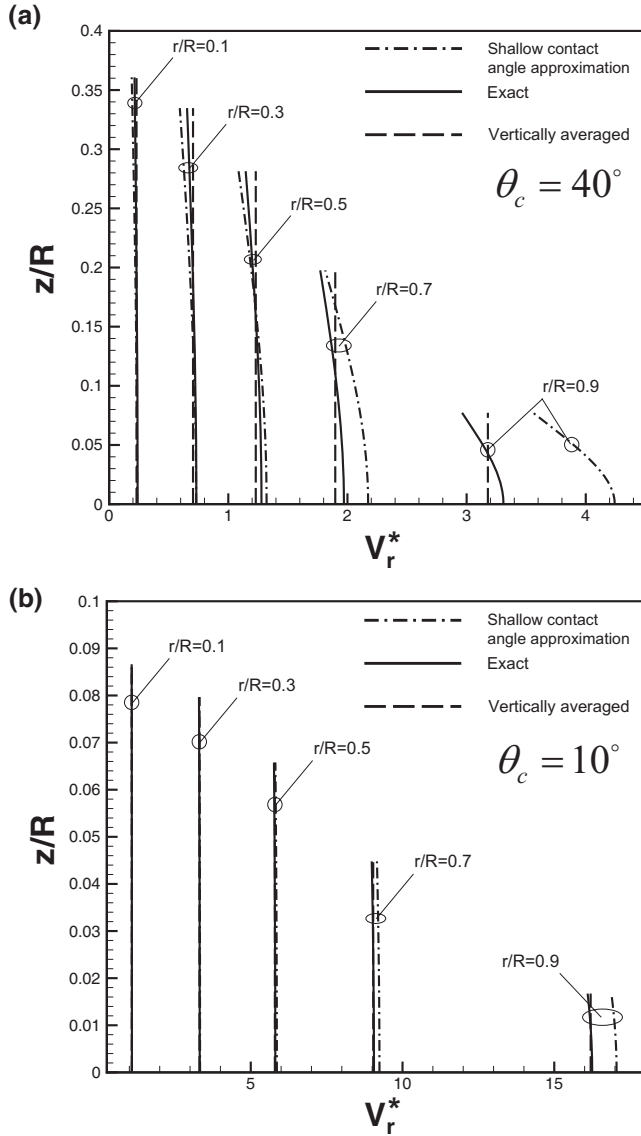 (a)
0.4
0.35
0.3
0.25
0.2
0.15
0.1
0.05
0
z/R
r/R=0.1
r/R=0.3
r/R=0.5
r/R=0.7
r/R=0.9
Shallow contact
angle approximation
Exact
Vertically averaged
θc = 40°
0 1 2 3 4
Vr*
(b)
0.1
0.09
0.08
0.07
0.06
0.05
0.04
0.03
0.02
0.01
0
z/R
r/R=0.1
r/R=0.3
r/R=0.5
r/R=0.7
r/R=0.9
Shallow contact
angle approximation
Exact
Vertically averaged
θc = 10°
5 10 15
Vr*